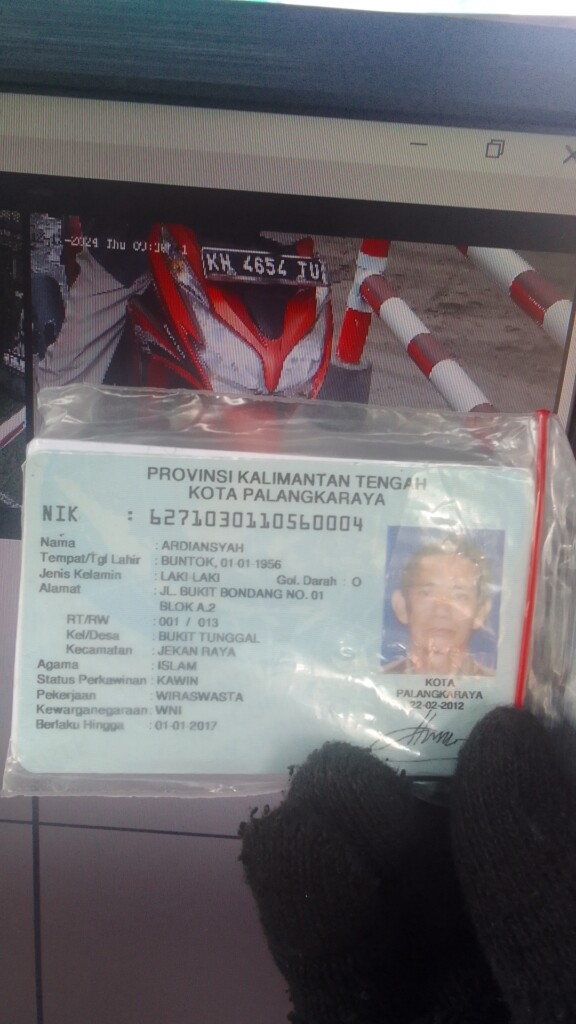 KH 4654 TU
PROVINSI KALIMANTAN TENGAH
KOTA PALANGKARAYA
NIK : 6271030110560004
Nama : ARDIANSYAH
Tempat/Tgl Lahir : BUNTOK, 01-01-1956
Jenis Kelamin : LAKI-LAKI Gol. Darah : O
Alamat : JL. BUKIT BONDANG NO. 01
BLOK A.2
RT/RW : 001 / 013
Kel/Desa : BUKIT TUNGGAL
Kecamatan : JEKAN RAYA
Agama : ISLAM
Status Perkawinan : KAWIN
Pekerjaan : WIRASWASTA
Kewarganegaraan : WNI
Berlaku Hingga : 01-01-2017
KOTA
PALANGKARAYA
22-02-2012